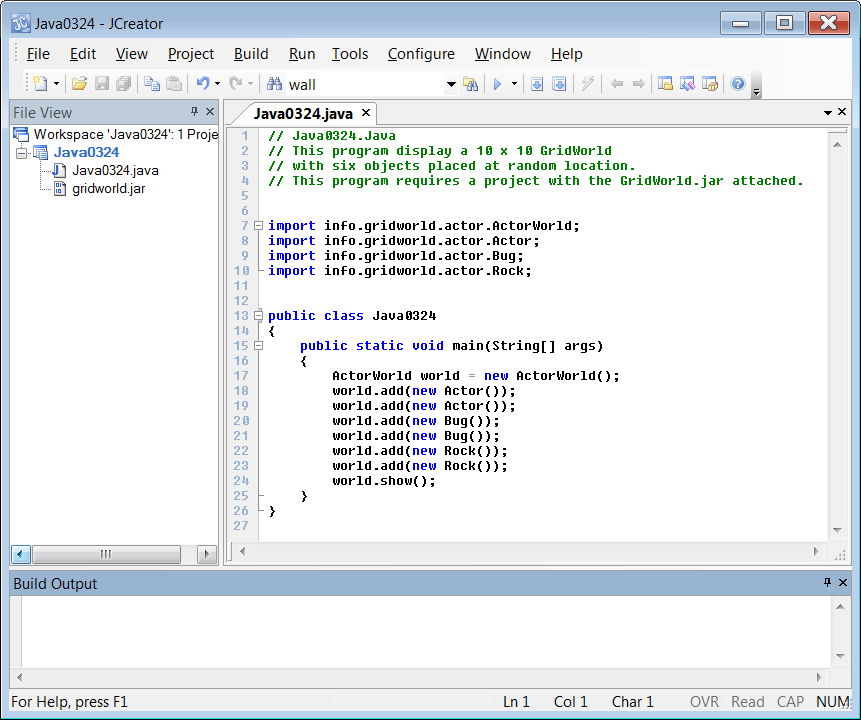 Java0324 - JCreator
File Edit View Project Build Run Tools Configure Window Help
wall
File View
Java0324.java
Workspace 'Java0324': 1 Proje
Java0324
Java0324.java
gridworld.jar
1 // Java0324.Java
2 // This program display a 10 x 10 GridWorld
3 // with six objects placed at random location.
4 // This program requires a project with the GridWorld.jar attached.
5
6
7 import info.gridworld.actor.ActorWorld;
8 import info.gridworld.actor.Actor;
9 import info.gridworld.actor.Bug;
10 import info.gridworld.actor.Rock;
11
12
13 public class Java0324
14 {
15     public static void main(String[] args)
16     {
17         ActorWorld world = new ActorWorld();
18         world.add(new Actor());
19         world.add(new Actor());
20         world.add(new Bug());
21         world.add(new Bug());
22         world.add(new Rock());
23         world.add(new Rock());
24         world.show();
25     }
26 }
27
Build Output
For Help, press F1 Ln 1 Col 1 Char 1 OVR Read CAP NUM